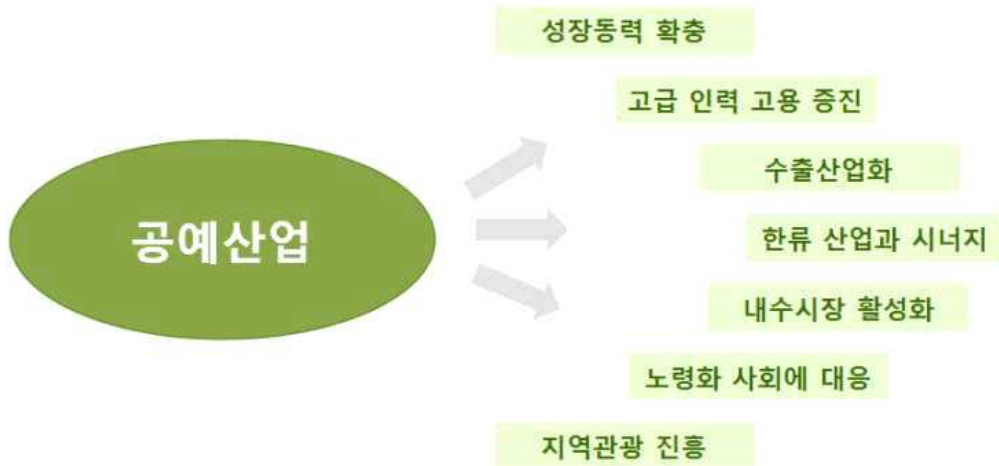 성장동력 확충
고급 인력 고용 증진
수출산업화
공예산업
한류 산업과 시너지
내수시장 활성화
노령화 사회에 대응
지역관광 진흥